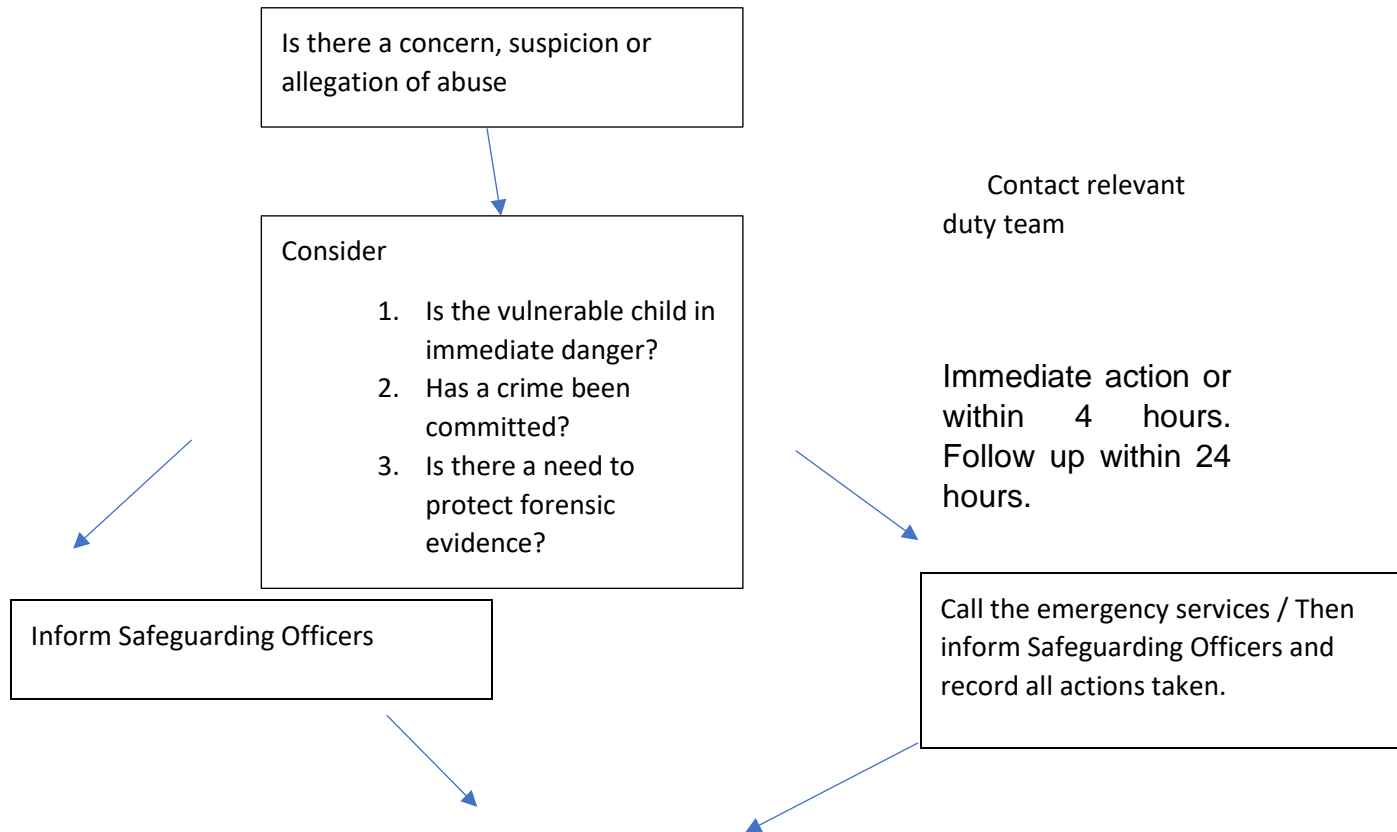 Is there a concern, suspicion or
allegation of abuse
Contact relevant
duty team
Consider
1. Is the vulnerable child in
immediate danger?
2. Has a crime been
committed?
3. Is there a need to
protect forensic
evidence?
Immediate action or
within 4 hours.
Follow up within 24
hours.
Inform Safeguarding Officers
Call the emergency services / Then
inform Safeguarding Officers and
record all actions taken.